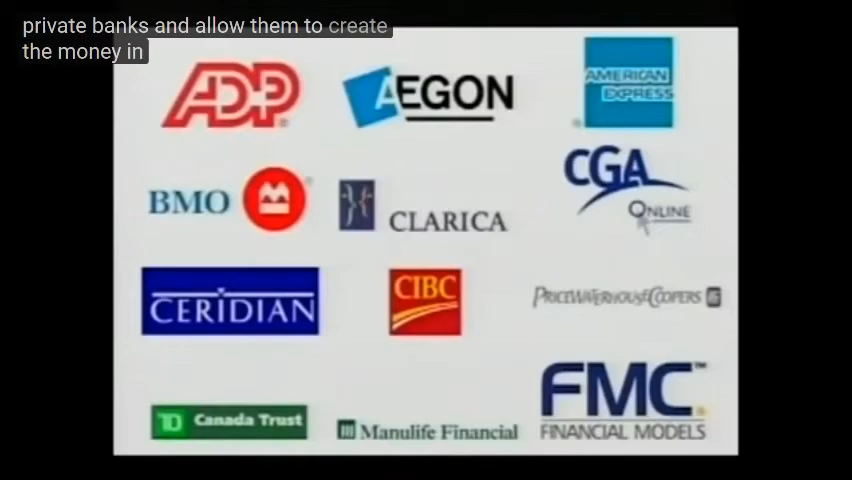 private banks and allow them to create
the money in
ADP
AEGON
AMERICAN
EXPRESS
BMO
CLARICA
CGA
ONLINE
CERIDIAN
CIBC
PRICEWATERHOUSECOOPERS
TD Canada Trust
Manulife Financial
FMC™
FINANCIAL MODELS